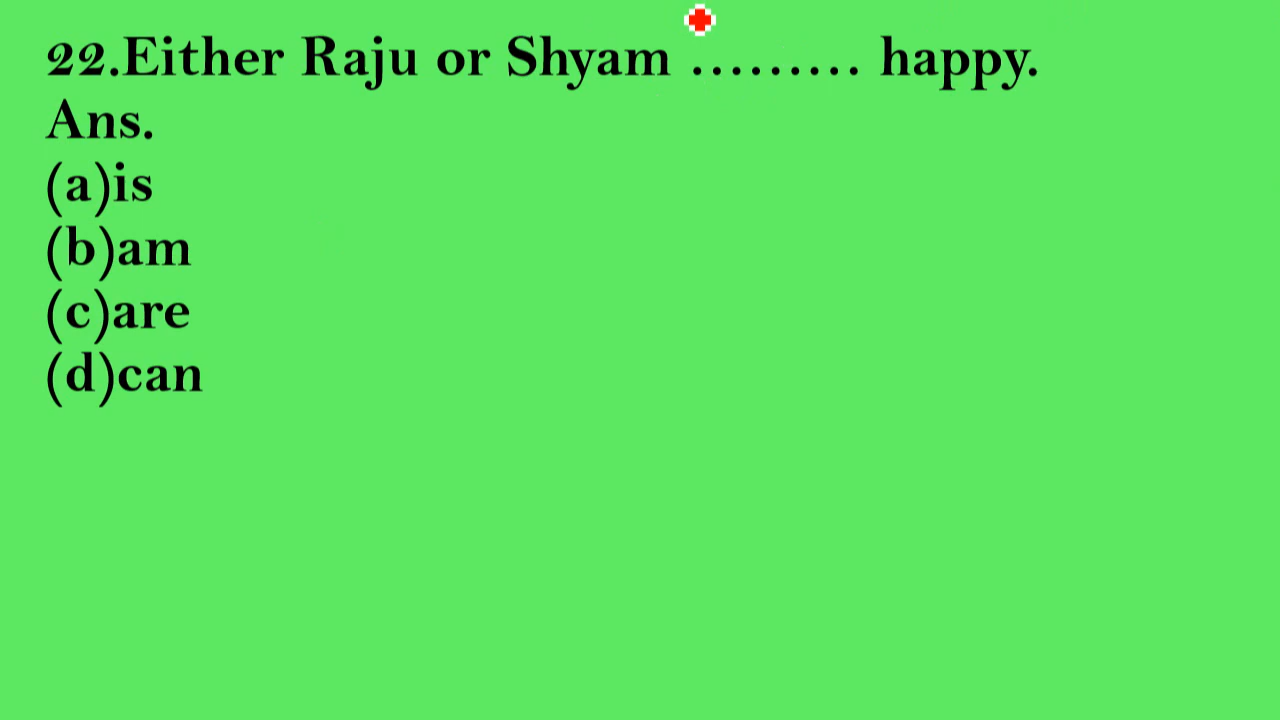 22.Either Raju or Shyam ......... happy.
Ans.
(a)is
(b)am
(c)are
(d)can